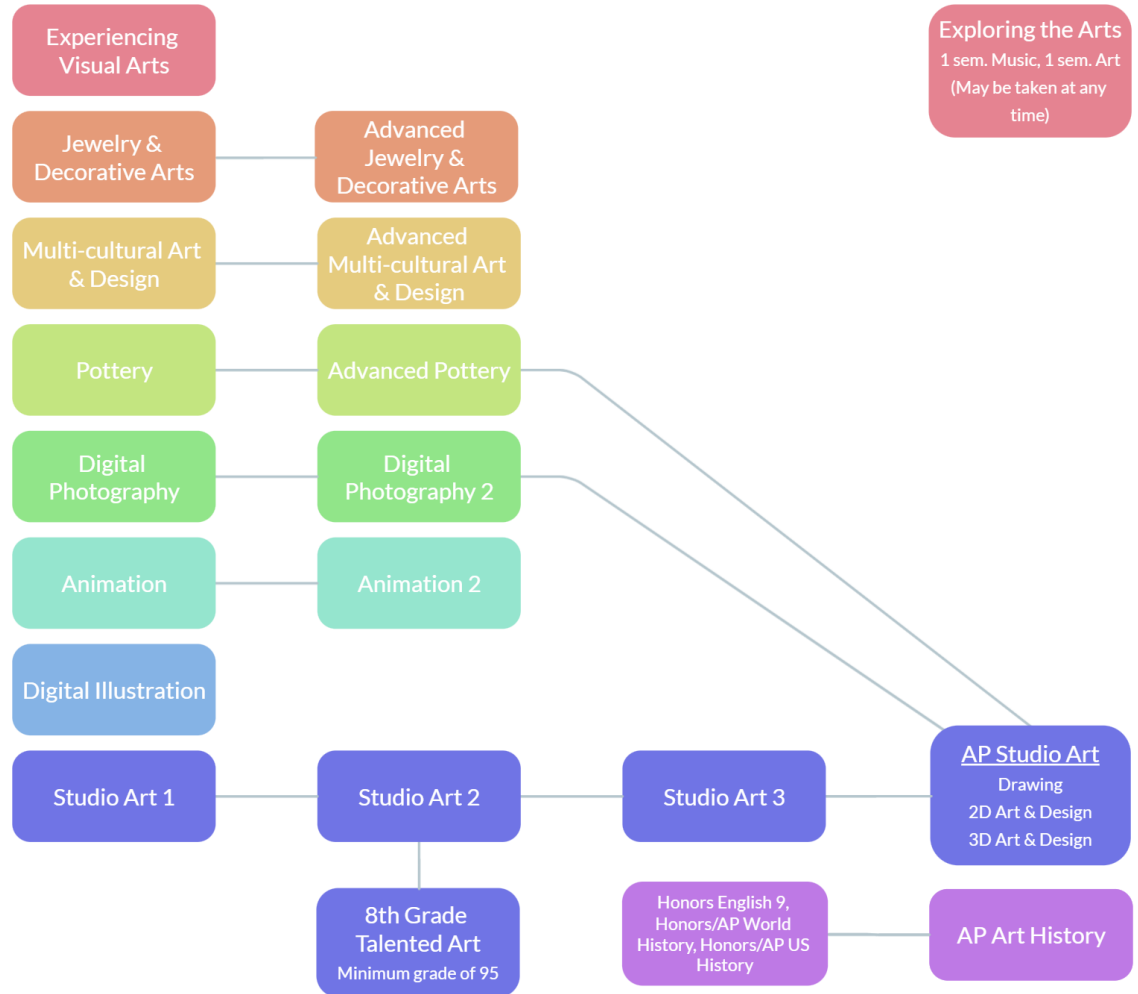 Experiencing
Visual Arts
Exploring the Arts
1 sem. Music, 1 sem. Art
(May be taken at any
time)
Jewelry &
Decorative Arts
Advanced
Jewelry &
Decorative Arts
Multi-cultural Art
& Design
Advanced
Multi-cultural Art
& Design
Pottery
Advanced Pottery
Digital
Photography
Digital
Photography 2
Animation
Animation 2
Digital Illustration
Studio Art 1
Studio Art 2
Studio Art 3
AP Studio Art
Drawing
2D Art & Design
3D Art & Design
8th Grade
Talented Art
Minimum grade of 95
Honors English 9,
Honors/AP World
History, Honors/AP US
History
AP Art History